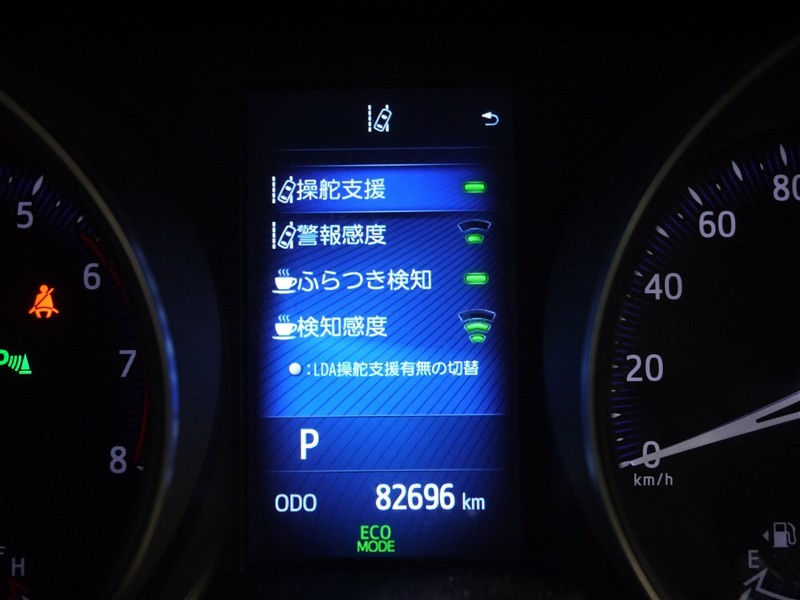 操舵支援
警報感度
ふらつき検知
検知感度
:LDA操舵支援有無の切替
P
ODO 82696 km
ECO
MODE
5
6
7
8
H
P
80
60
40
20
0
km/h
E